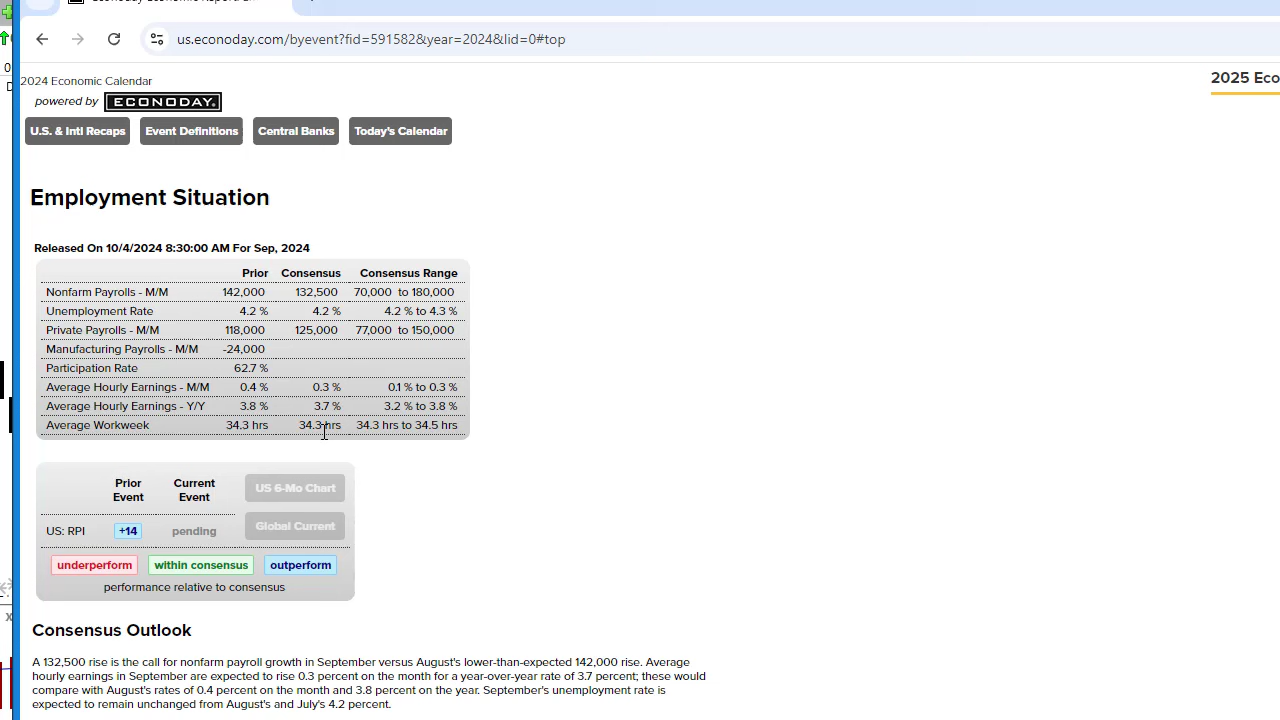 us.econoday.com/byevent?fid=591582&year=2024&lid=0#top
2024 Economic Calendar
2025 Eco
powered by ECONODAY.
U.S. & Intl Recaps Event Definitions Central Banks Today's Calendar
Employment Situation
Released On 10/4/2024 8:30:00 AM For Sep, 2024
Prior Consensus Consensus Range
Nonfarm Payrolls - M/M 142,000 132,500 70,000 to 180,000
Unemployment Rate 4.2 % 4.2 % 4.2 % to 4.3 %
Private Payrolls - M/M 118,000 125,000 77,000 to 150,000
Manufacturing Payrolls - M/M -24,000
Participation Rate 62.7 %
Average Hourly Earnings - M/M 0.4 % 0.3 % 0.1 % to 0.3 %
Average Hourly Earnings - Y/Y 3.8 % 3.7 % 3.2 % to 3.8 %
Average Workweek 34.3 hrs 34.3 hrs 34.3 hrs to 34.5 hrs
Prior Event Current Event US 6-Mo Chart
Global Current
US: RPI +14 pending
underperform within consensus outperform
performance relative to consensus
Consensus Outlook
A 132,500 rise is the call for nonfarm payroll growth in September versus August's lower-than-expected 142,000 rise. Average
hourly earnings in September are expected to rise 0.3 percent on the month for a year-over-year rate of 3.7 percent; these would
compare with August's rates of 0.4 percent on the month and 3.8 percent on the year. September's unemployment rate is
expected to remain unchanged from August's and July's 4.2 percent.